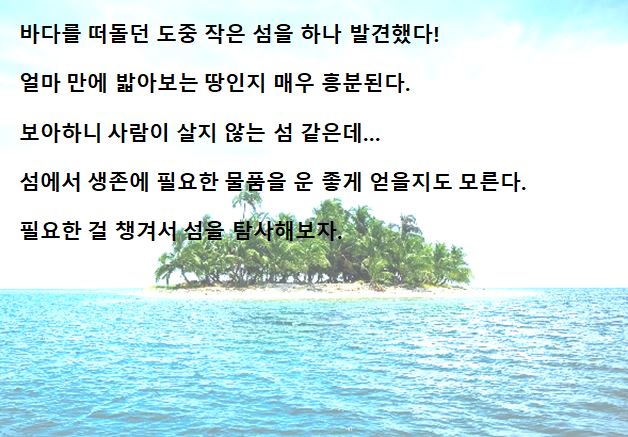 바다를 떠돌던 도중 작은 섬을 하나 발견했다!
얼마 만에 밟아보는 땅인지 매우 흥분된다.
보아하니 사람이 살지 않는 섬 같은데...
섬에서 생존에 필요한 물품을 운 좋게 얻을지도 모른다.
필요한 걸 챙겨서 섬을 탐사해보자.